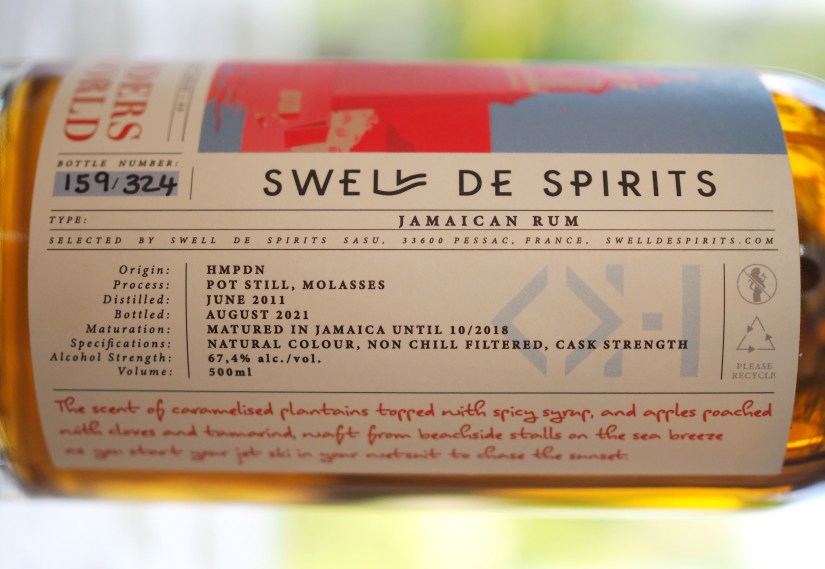 DERS
RLD
BOTTLE NUMBER:
159/324
SWELL DE SPIRITS
TYPE:
JAMAICAN RUM
SELECTED BY SWELL DE SPIRITS SASU, 33600 PESSAC, FRANCE, SWELLDESPIRITS.COM
Origin: HMPDN
Process: POT STILL, MOLASSES
Distilled: JUNE 2011
Bottled: AUGUST 2021
Maturation: MATURED IN JAMAICA UNTIL 10/2018
Specifications: NATURAL COLOUR, NON CHILL FILTERED, CASK STRENGTH
Alcohol Strength: 67,4% alc./vol.
Volume: 500ml
PLEASE
RECYCLE
The scent of caramelised plantains topped with spicy syrup, and apples poached
with cloves and tamarind, waft from beachside stalls on the sea breeze
as you start your jet ski in your wetsuit to chase the sunset.